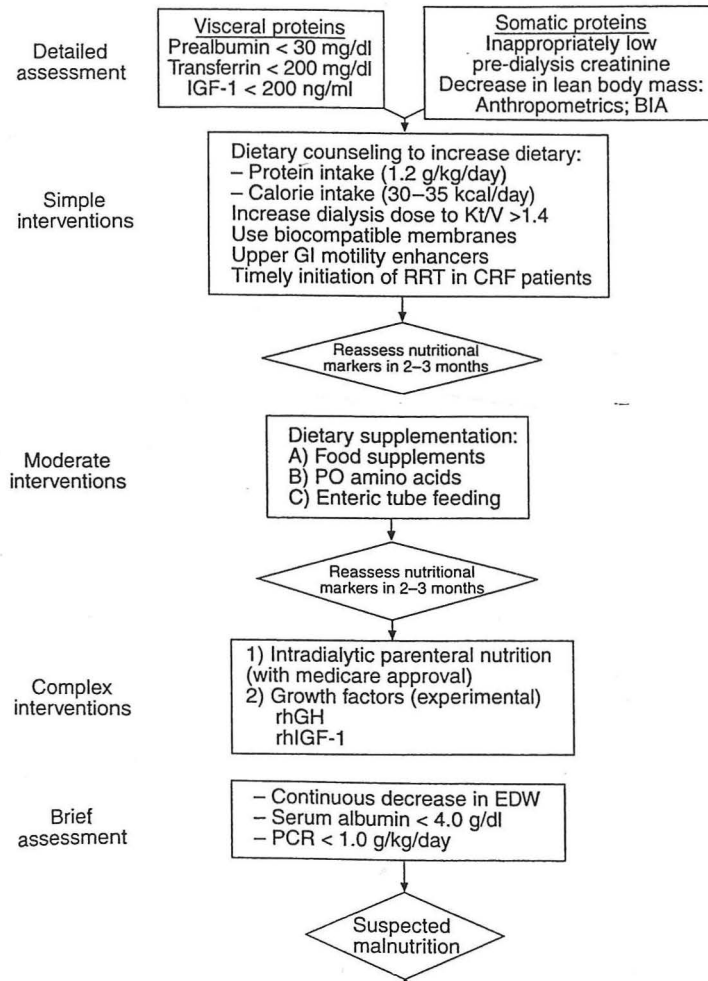 Detailed
assessment
Visceral proteins
Prealbumin < 30 mg/dl
Transferrin < 200 mg/dl
IGF-1 < 200 ng/ml
Somatic proteins
Inappropriately low
pre-dialysis creatinine
Decrease in lean body mass:
Anthropometrics; BIA
Simple
interventions
Dietary counseling to increase dietary:
– Protein intake (1.2 g/kg/day)
– Calorie intake (30–35 kcal/day)
Increase dialysis dose to Kt/V >1.4
Use biocompatible membranes
Upper GI motility enhancers
Timely initiation of RRT in CRF patients
Reassess nutritional
markers in 2–3 months
Moderate
interventions
Dietary supplementation:
A) Food supplements
B) PO amino acids
C) Enteric tube feeding
Reassess nutritional
markers in 2–3 months
Complex
interventions
1) Intradialytic parenteral nutrition
(with medicare approval)
2) Growth factors (experimental)
rhGH
rhIGF-1
Brief
assessment
– Continuous decrease in EDW
– Serum albumin < 4.0 g/dl
– PCR < 1.0 g/kg/day
Suspected
malnutrition